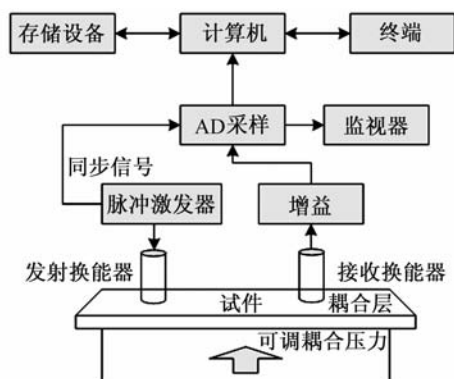 存储设备
计算机
终端
AD采样
监视器
同步信号
脉冲激发器
增益
发射换能器
接收换能器
试件
耦合层
可调耦合压力